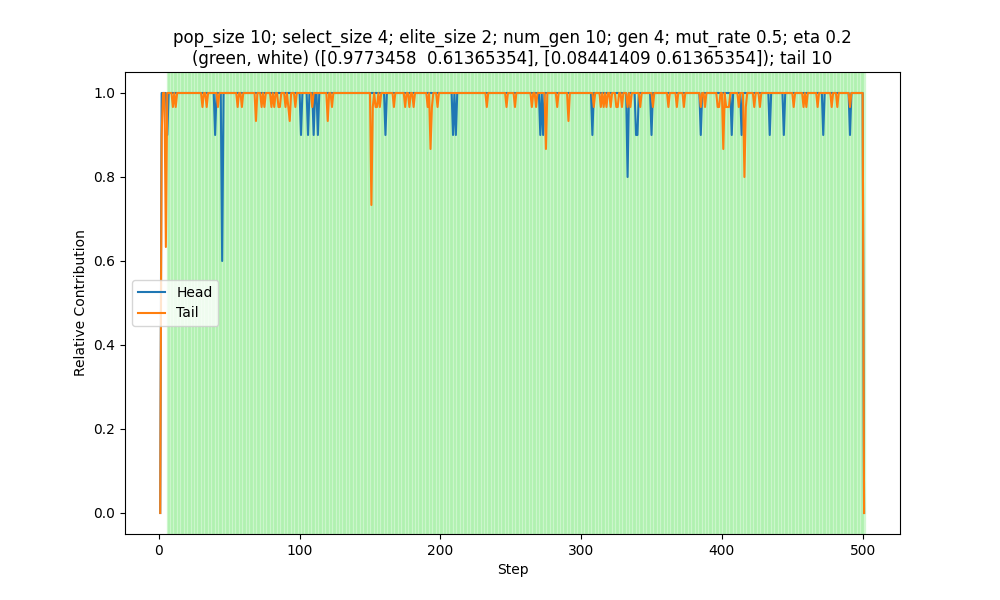 pop_size 10; select_size 4; elite_size 2; num_gen 10; gen 4; mut_rate 0.5; eta 0.2
(green, white) ([0.9773458  0.61365354], [0.08441409 0.61365354]); tail 10
1.0
0.8
0.6
0.4
0.2
0.0
Relative Contribution
Head
Tail
0
100
200
300
400
500
Step